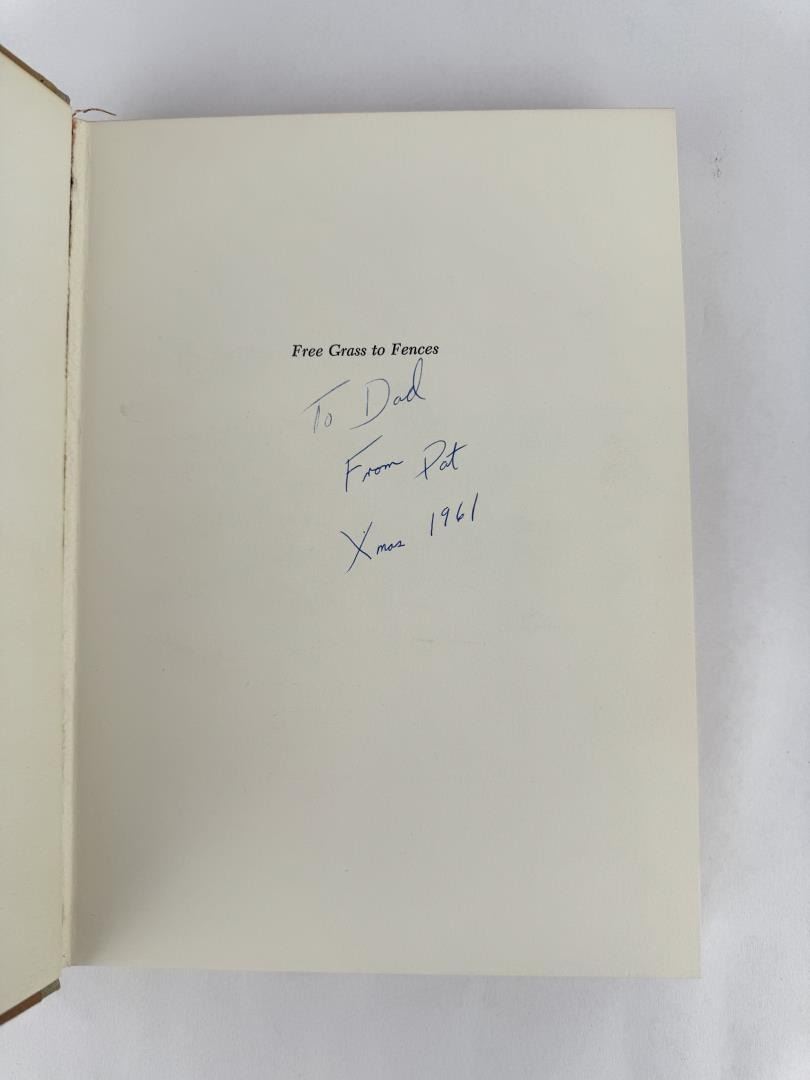 Free Grass to Fences
To Dad
From Pat
Xmas 1961